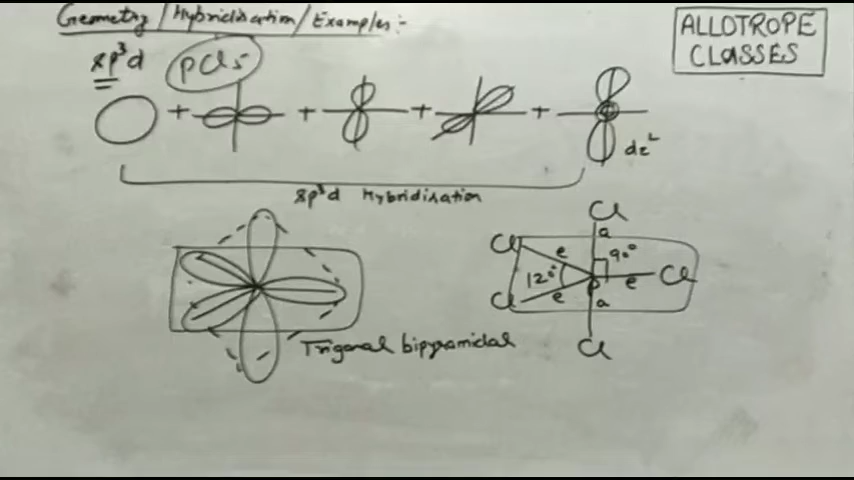 Geometry / Hybridisation / Examples :-
ALLOTROPE
CLASSES
sp³d PCl₅
+ + + +
dz²
sp³d Hybridisation
Cl
a
Cl e 90°
120° P e Cl
Cl e a
Trigonal bipyramidal
Cl